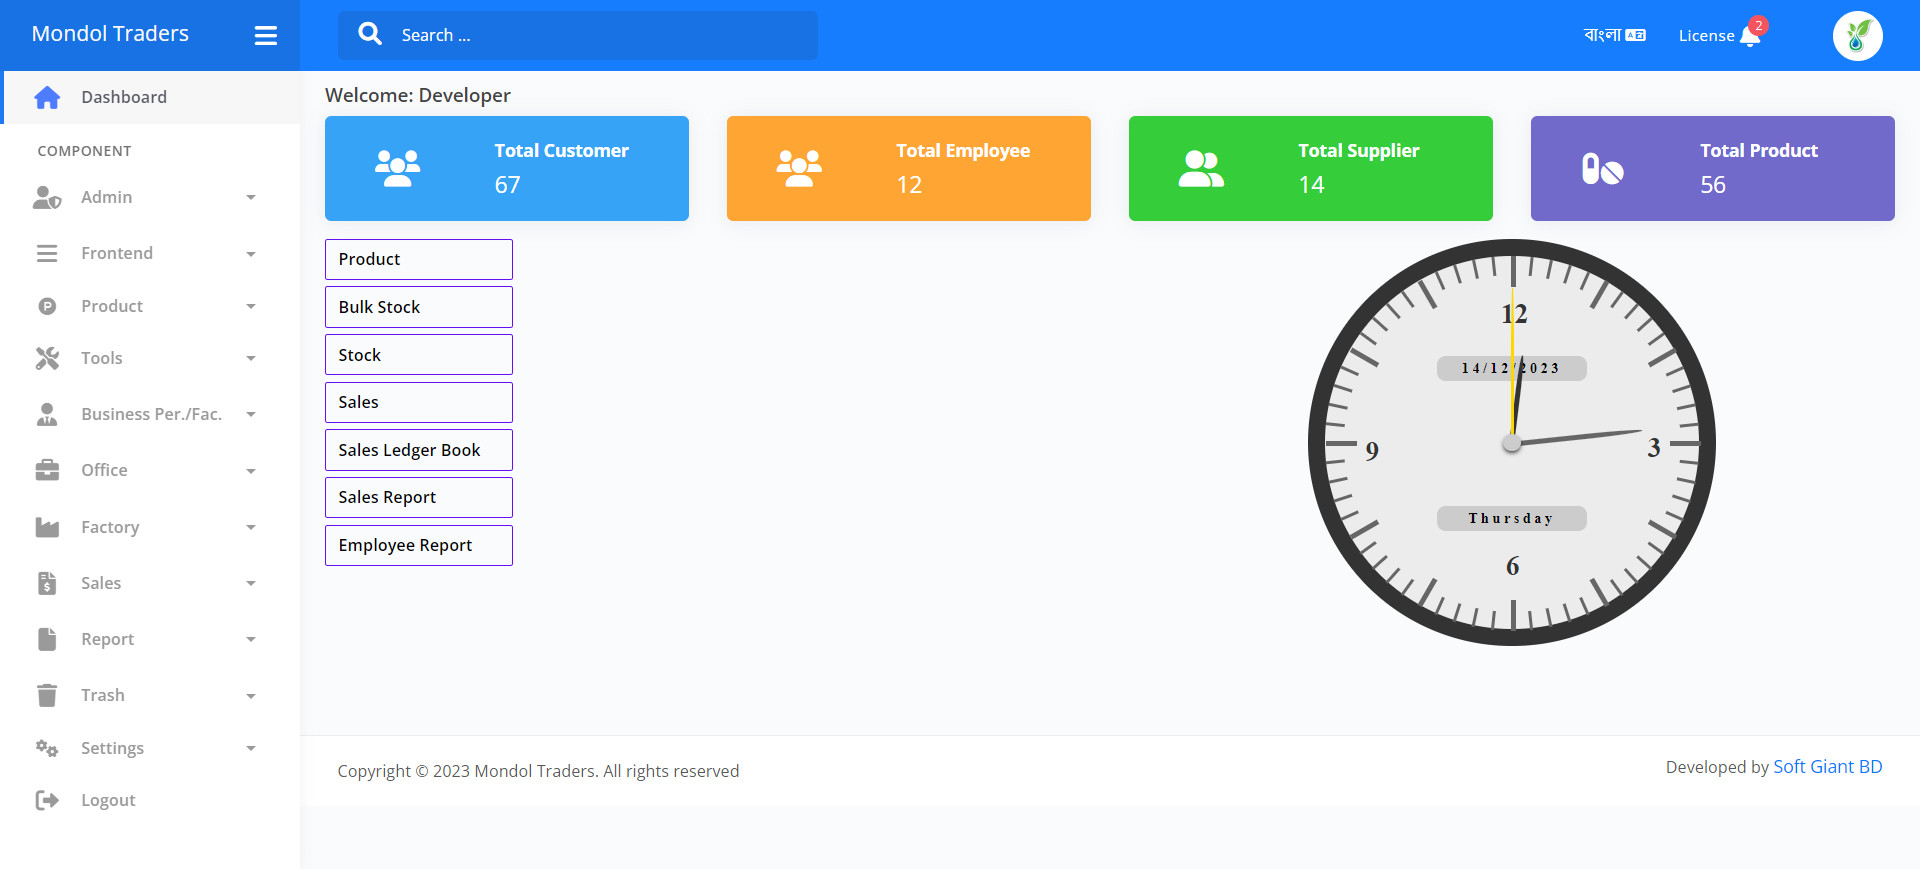 Mondol Traders
Search ...
বাংলা
License
2
Dashboard
COMPONENT
Admin
Frontend
Product
Tools
Business Per./Fac.
Office
Factory
Sales
Report
Trash
Settings
Logout
Welcome: Developer
Total Customer
67
Total Employee
12
Total Supplier
14
Total Product
56
Product
Bulk Stock
Stock
Sales
Sales Ledger Book
Sales Report
Employee Report
12
14/12/2023
9
3
Thursday
6
Copyright © 2023 Mondol Traders. All rights reserved
Developed by Soft Giant BD